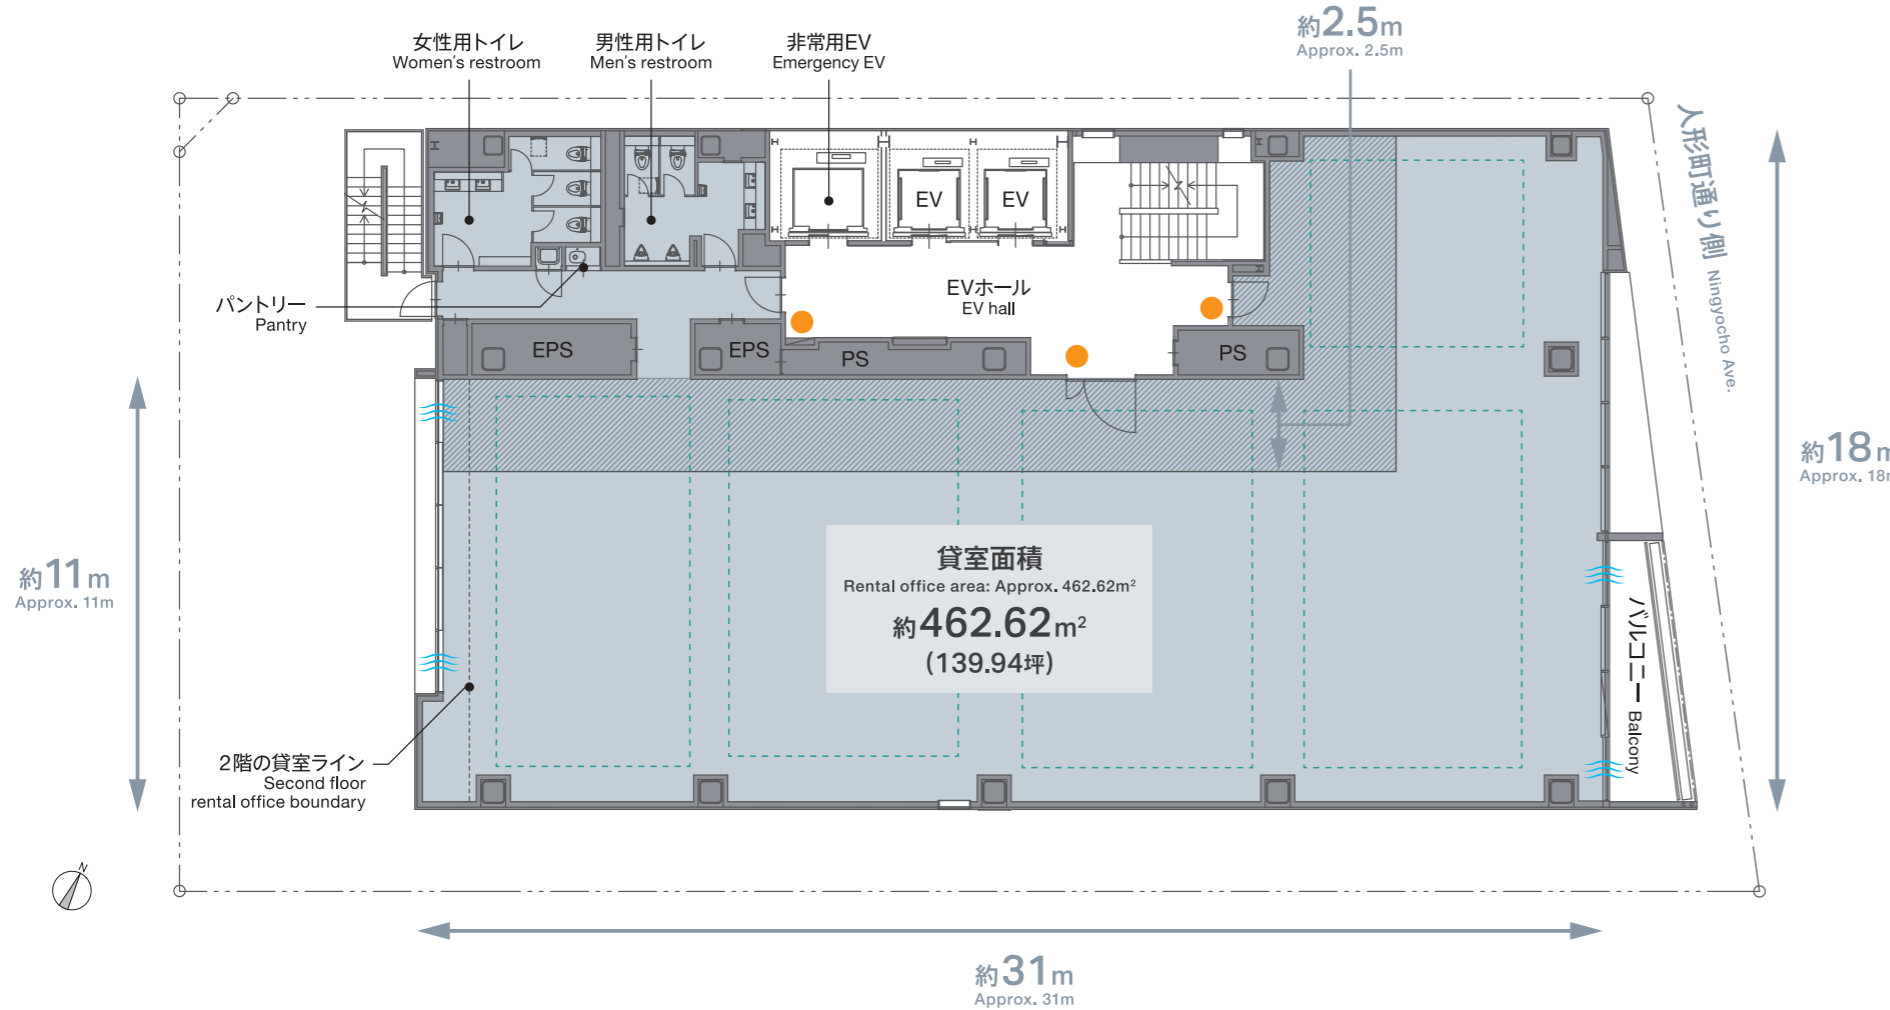 約2.5m
Approx. 2.5m
女性用トイレ
Women's restroom
男性用トイレ
Men's restroom
非常用EV
Emergency EV
人形町通り側 Ningyocho Ave.
EV
EV
EVホール
EV hall
パントリー
Pantry
EPS
EPS
PS
PS
約18m
Approx. 18m
約11m
Approx. 11m
貸室面積
Rental office area: Approx. 462.62m²
約462.62m²
(139.94坪)
バルコニー Balcony
2階の貸室ライン
Second floor
rental office boundary
N
約31m
Approx. 31m